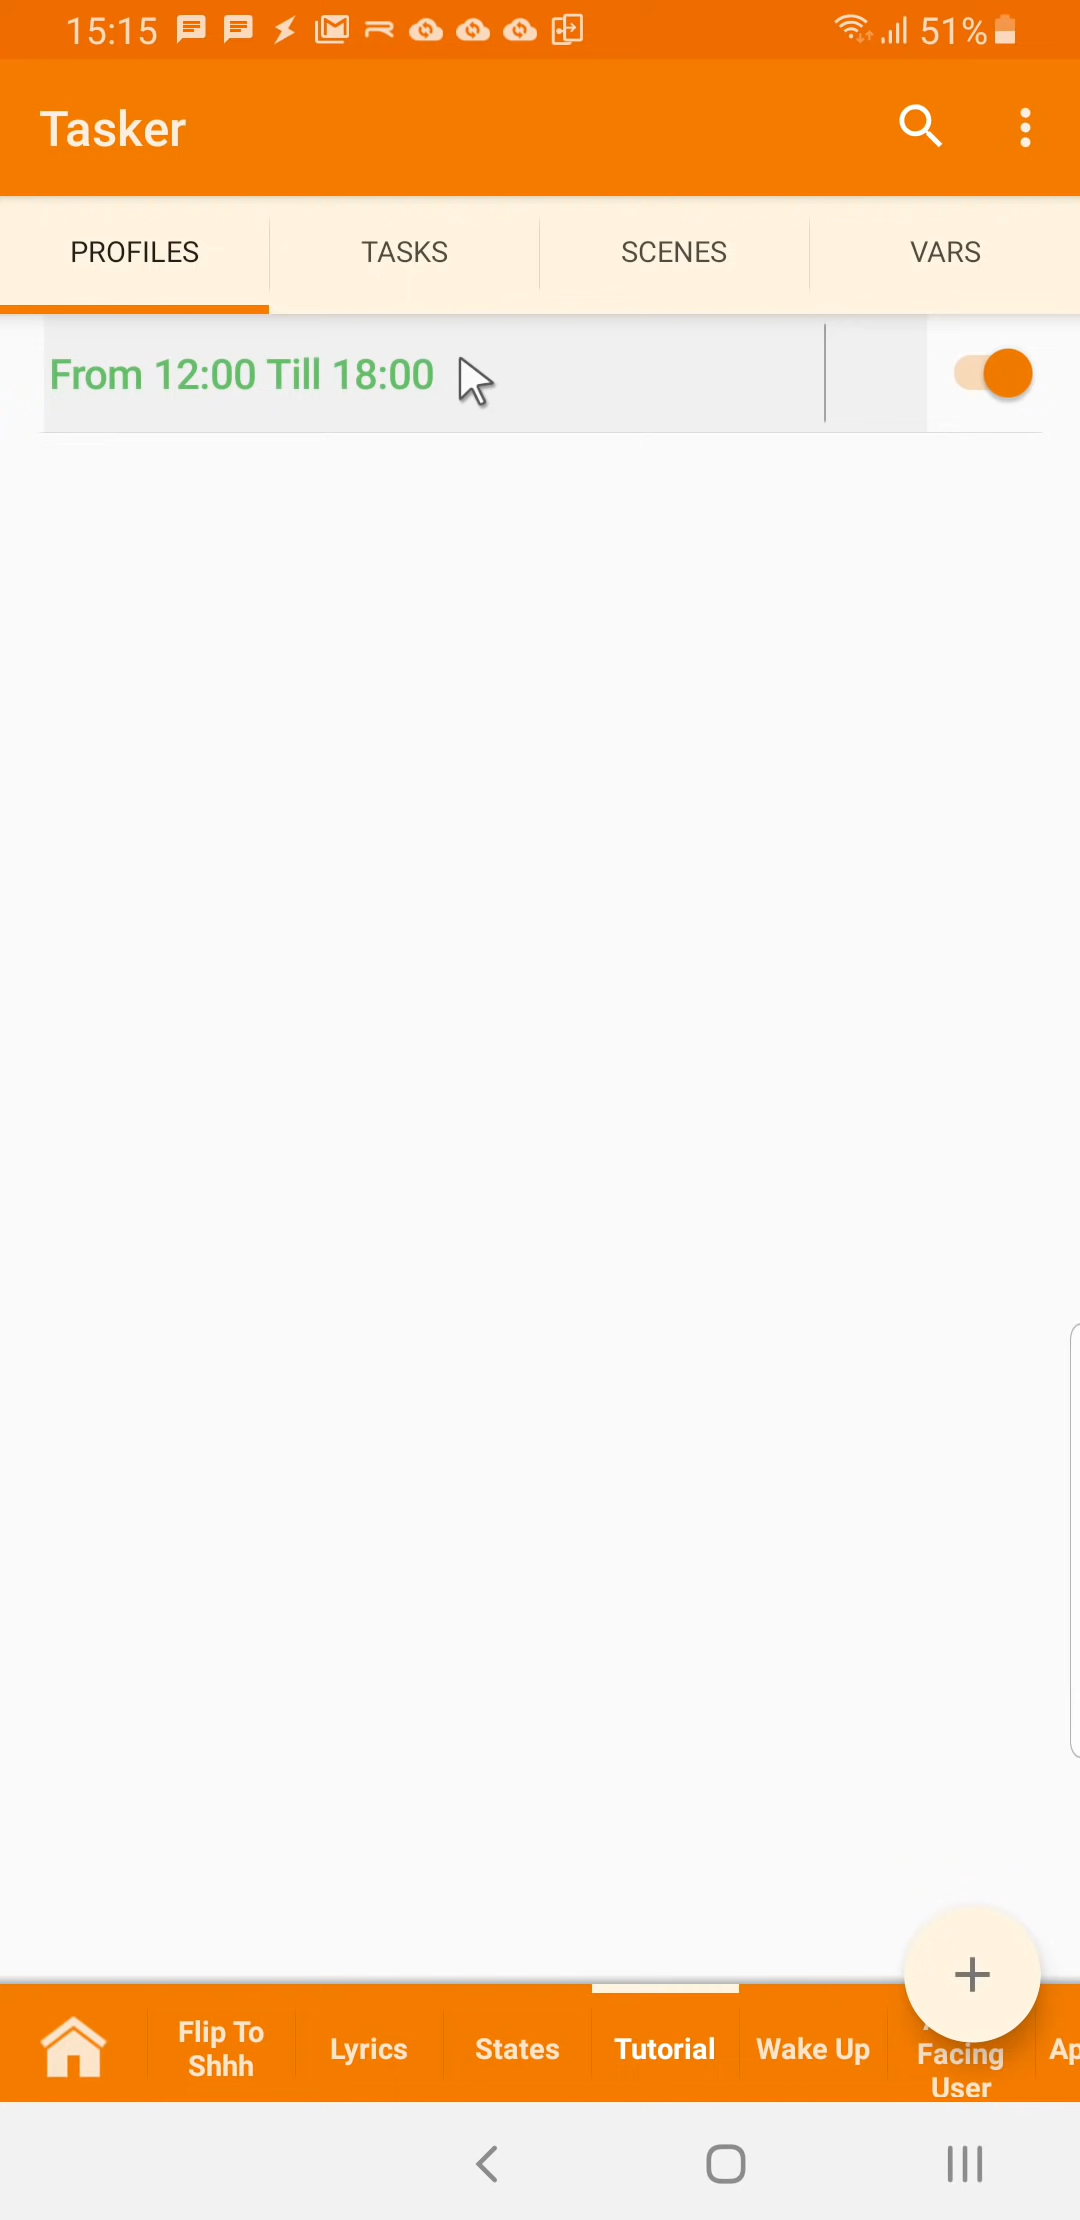 15:15 51%
Tasker
PROFILES TASKS SCENES VARS
From 12:00 Till 18:00
Flip To
Shhh
Lyrics
States
Tutorial
Wake Up
Facing
User
Ap